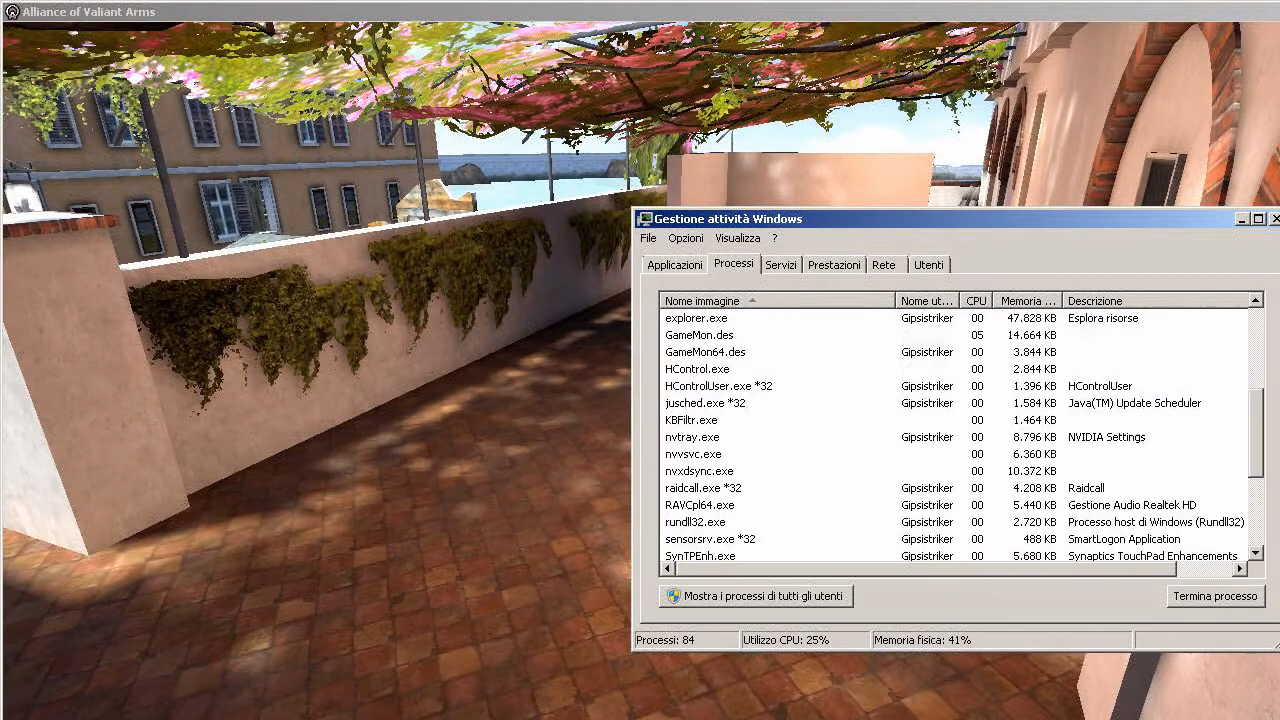 Alliance of Valiant Arms
Gestione attività Windows
File Opzioni Visualizza ?
Applicazioni Processi Servizi Prestazioni Rete Utenti
Nome immagine Nome ut... CPU Memoria ... Descrizione
explorer.exe Gipsistriker 00 47.828 KB Esplora risorse
GameMon.des 05 14.664 KB
GameMon64.des Gipsistriker 00 3.844 KB
HControl.exe 00 2.844 KB
HControlUser.exe *32 Gipsistriker 00 1.396 KB HControlUser
jusched.exe *32 Gipsistriker 00 1.584 KB Java(TM) Update Scheduler
KBFiltr.exe 00 1.464 KB
nvtray.exe Gipsistriker 00 8.796 KB NVIDIA Settings
nvvsvc.exe 00 6.360 KB
nvxdsync.exe 00 10.372 KB
raidcall.exe *32 Gipsistriker 00 4.208 KB Raidcall
RAVCpl64.exe Gipsistriker 00 5.440 KB Gestione Audio Realtek HD
rundll32.exe Gipsistriker 00 2.720 KB Processo host di Windows (Rundll32)
sensorsrv.exe *32 Gipsistriker 00 488 KB SmartLogon Application
SynTPEnh.exe Gipsistriker 00 5.680 KB Synaptics TouchPad Enhancements
Mostra i processi di tutti gli utenti Termina processo
Processi: 84 Utilizzo CPU: 25% Memoria fisica: 41%